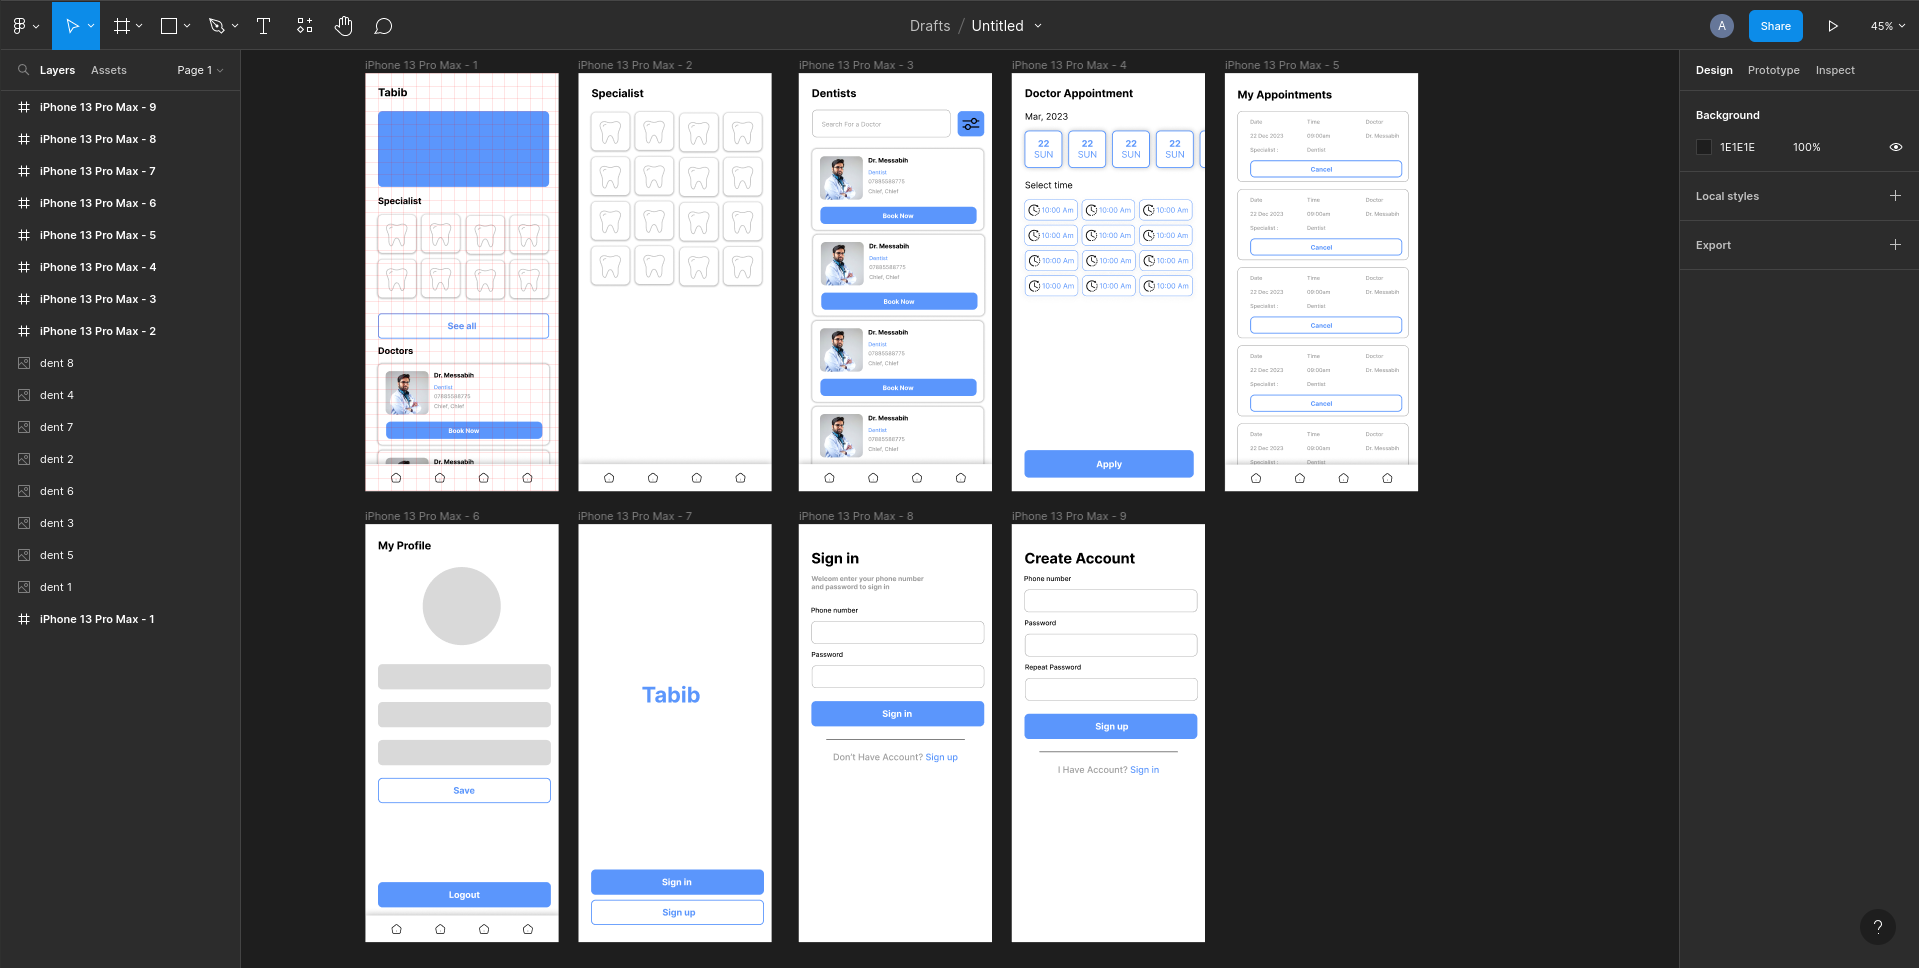 Drafts / Untitled
A
Share
45%
Layers
Assets
Page 1
iPhone 13 Pro Max - 9
iPhone 13 Pro Max - 8
iPhone 13 Pro Max - 7
iPhone 13 Pro Max - 6
iPhone 13 Pro Max - 5
iPhone 13 Pro Max - 4
iPhone 13 Pro Max - 3
iPhone 13 Pro Max - 2
dent 8
dent 4
dent 7
dent 2
dent 6
dent 3
dent 5
dent 1
iPhone 13 Pro Max - 1
iPhone 13 Pro Max - 1
Tabib
Specialist
See all
Doctors
Dr. Messabih
Dentist
07885588775
Chief, Chief
Book Now
Dr. Messabih
iPhone 13 Pro Max - 2
Specialist
iPhone 13 Pro Max - 3
Dentists
Search For a Doctor
Dr. Messabih
Dentist
07885588775
Chief, Chief
Book Now
Dr. Messabih
Dentist
07885588775
Chief, Chief
Book Now
Dr. Messabih
Dentist
07885588775
Chief, Chief
Book Now
Dr. Messabih
Dentist
07885588775
Chief, Chief
iPhone 13 Pro Max - 4
Doctor Appointment
Mar, 2023
22 22 22 22
SUN SUN SUN SUN
Select time
10:00 Am 10:00 Am 10:00 Am
10:00 Am 10:00 Am 10:00 Am
10:00 Am 10:00 Am 10:00 Am
10:00 Am 10:00 Am 10:00 Am
Apply
iPhone 13 Pro Max - 5
My Appointments
Date Time Doctor
22 Dec 2023 09:00am Dr. Messabih
Specialist : Dentist
Cancel
Date Time Doctor
22 Dec 2023 09:00am Dr. Messabih
Specialist : Dentist
Cancel
Date Time Doctor
22 Dec 2023 09:00am Dr. Messabih
Specialist : Dentist
Cancel
Date Time Doctor
22 Dec 2023 09:00am Dr. Messabih
Specialist : Dentist
Cancel
Date Time Doctor
22 Dec 2023 09:00am Dr. Messabih
Specialist : Dentist
iPhone 13 Pro Max - 6
My Profile
Save
Logout
iPhone 13 Pro Max - 7
Tabib
Sign in
Sign up
iPhone 13 Pro Max - 8
Sign in
Welcom enter your phone number
and password to sign in
Phone number
Password
Sign in
Don't Have Account? Sign up
iPhone 13 Pro Max - 9
Create Account
Phone number
Password
Repeat Password
Sign up
I Have Account? Sign in
Design
Prototype
Inspect
Background
1E1E1E 100%
Local styles
Export
?